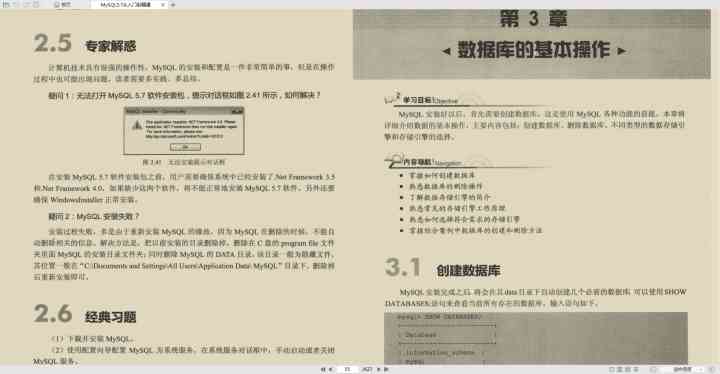 首页
MySQL5.7从入门到精通
2.5 专家解惑
计算机技术具有很强的操作性，MySQL 的安装和配置是一件非常简单的事，但是在操作
过程中也可能出现问题，读者需要多实践、多总结。
疑问 1：无法打开 MySQL 5.7 软件安装包，提示对话框如图 2.41 所示，如何解决？
MySQL Installer - Community
This application requires .NET Framework 4.0. Please
install the .NET Framework then run this installer again.
For more information, please see
OK
图 2.41 无法安装提示对话框
在安装 MySQL 5.7 软件安装包之前，用户需要确保系统中已经安装了.Net Framework 3.5
和.Net Framework 4.0，如果缺少这两个软件，将不能正常地安装 MySQL 5.7 软件。另外还要
确保 WindowsInstaller 正常安装。
疑问 2：MySQL 安装失败？
安装过程失败，多是由于重新安装 MySQL 的缘故，因为 MySQL 在删除的时候，不能自
动删除相关的信息。解决方法是，把以前安装的目录删除掉。删除在 C 盘的 program file 文件
夹里面 MySQL 的安装目录文件夹；同时删除 MySQL 的 DATA 目录，该目录一般为隐藏文件，
其位置一般在“C:\Documents and Settings\All Users\Application Data\ MySQL”目录下，删除掉
后重新安装即可。
2.6 经典习题
（1）下载并安装 MySQL。
（2）使用配置向导配置 MySQL 为系统服务，在系统服务对话框中，手动启动或者关闭
MySQL 服务。
第 3 章
数据库的基本操作
学习目标 Objective
MySQL 安装好以后，首先需要创建数据库，这是使用 MySQL 各种功能的前提。本章将
详细介绍数据的基本操作，主要内容包括：创建数据库、删除数据库、不同类型的数据存储引
擎和存储引擎的选择。
内容导航 Navigation
掌握如何创建数据库
熟悉数据库的删除操作
了解数据存储引擎的简介
熟悉常见的存储引擎工作原理
熟悉如何选择符合需求的存储引擎
掌握综合案例中数据库的创建和删除方法
3.1 创建数据库
MySQL 安装完成之后，将会在其 data 目录下自动创建几个必需的数据库，可以使用 SHOW
DATABASES;语句来查看当前所有存在的数据库，输入语句如下。
mysql> SHOW DATABASES;
| Database |
| information_schema |
| mysql |